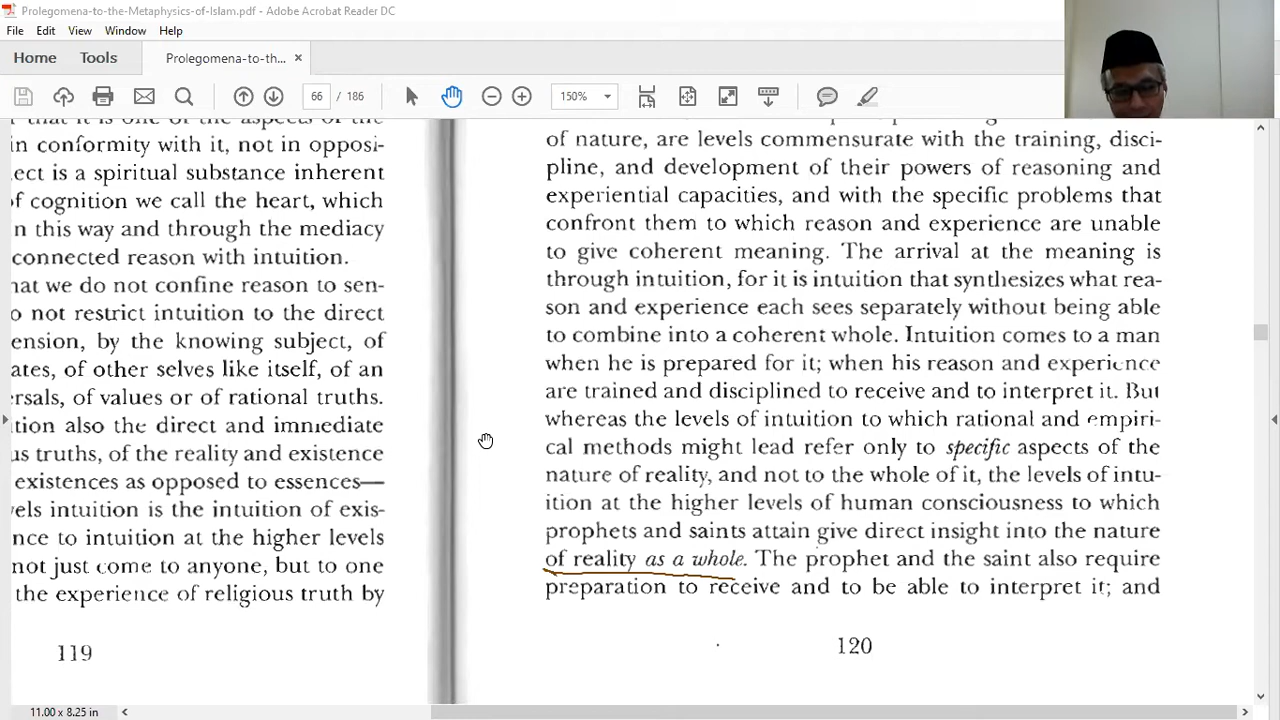 Prolegomena-to-the-Metaphysics-of-Islam.pdf - Adobe Acrobat Reader DC
File Edit View Window Help
Home Tools Prolegomena-to-th... ×
66 / 186 150%
that it is one of the aspects of the
in conformity with it, not in opposi-
ect is a spiritual substance inherent
of cognition we call the heart, which
n this way and through the mediacy
connected reason with intuition.
hat we do not confine reason to sen-
o not restrict intuition to the direct
ension, by the knowing subject, of
ates, of other selves like itself, of an
ersals, of values or of rational truths.
ition also the direct and immediate
us truths, of the reality and existence
existences as opposed to essences—
vels intuition is the intuition of exis-
nce to intuition at the higher levels
not just come to anyone, but to one
the experience of religious truth by
119
of nature, are levels commensurate with the training, disci-
pline, and development of their powers of reasoning and
experiential capacities, and with the specific problems that
confront them to which reason and experience are unable
to give coherent meaning. The arrival at the meaning is
through intuition, for it is intuition that synthesizes what rea-
son and experience each sees separately without being able
to combine into a coherent whole. Intuition comes to a man
when he is prepared for it; when his reason and experience
are trained and disciplined to receive and to interpret it. But
whereas the levels of intuition to which rational and empiri-
cal methods might lead refer only to specific aspects of the
nature of reality, and not to the whole of it, the levels of intu-
ition at the higher levels of human consciousness to which
prophets and saints attain give direct insight into the nature
of reality as a whole. The prophet and the saint also require
preparation to receive and to be able to interpret it; and
120
11.00 x 8.25 in